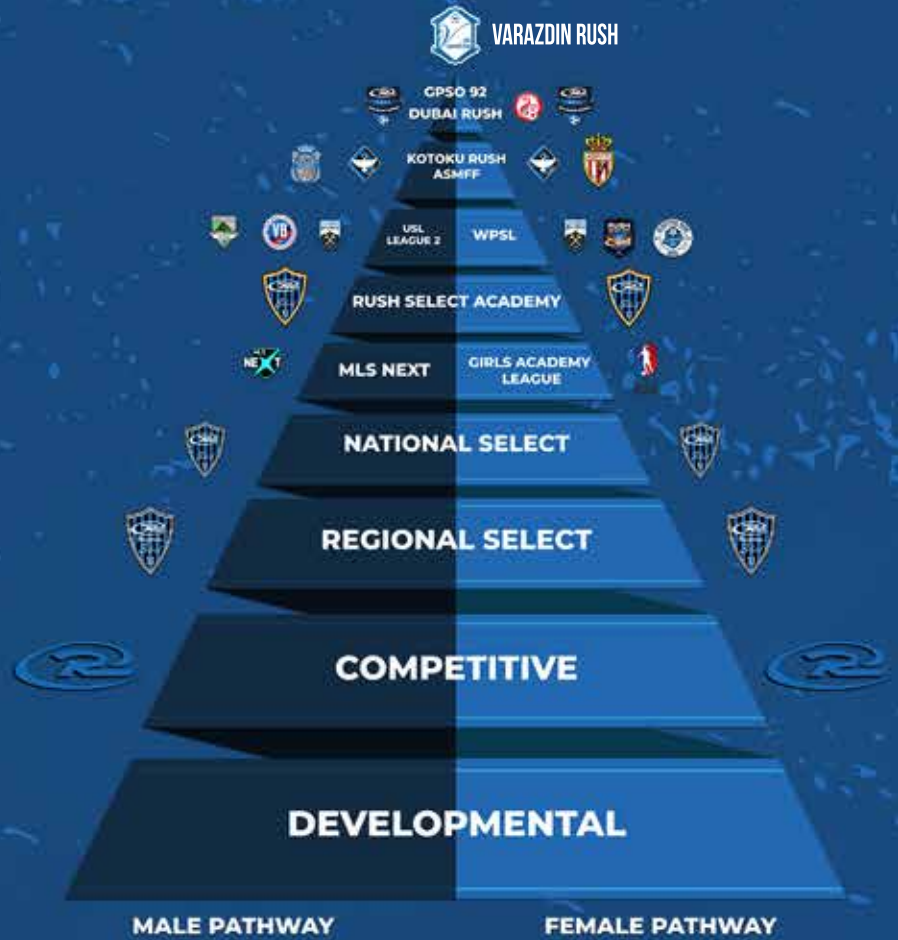 VARAZDIN RUSH
GPSO 92
DUBAI RUSH
KOTOKU RUSH
ASMFF
USL
LEAGUE 2
WPSL
VB
RUSH SELECT ACADEMY
MLS NEXT
GIRLS ACADEMY
LEAGUE
NATIONAL SELECT
REGIONAL SELECT
COMPETITIVE
DEVELOPMENTAL
MALE PATHWAY
FEMALE PATHWAY